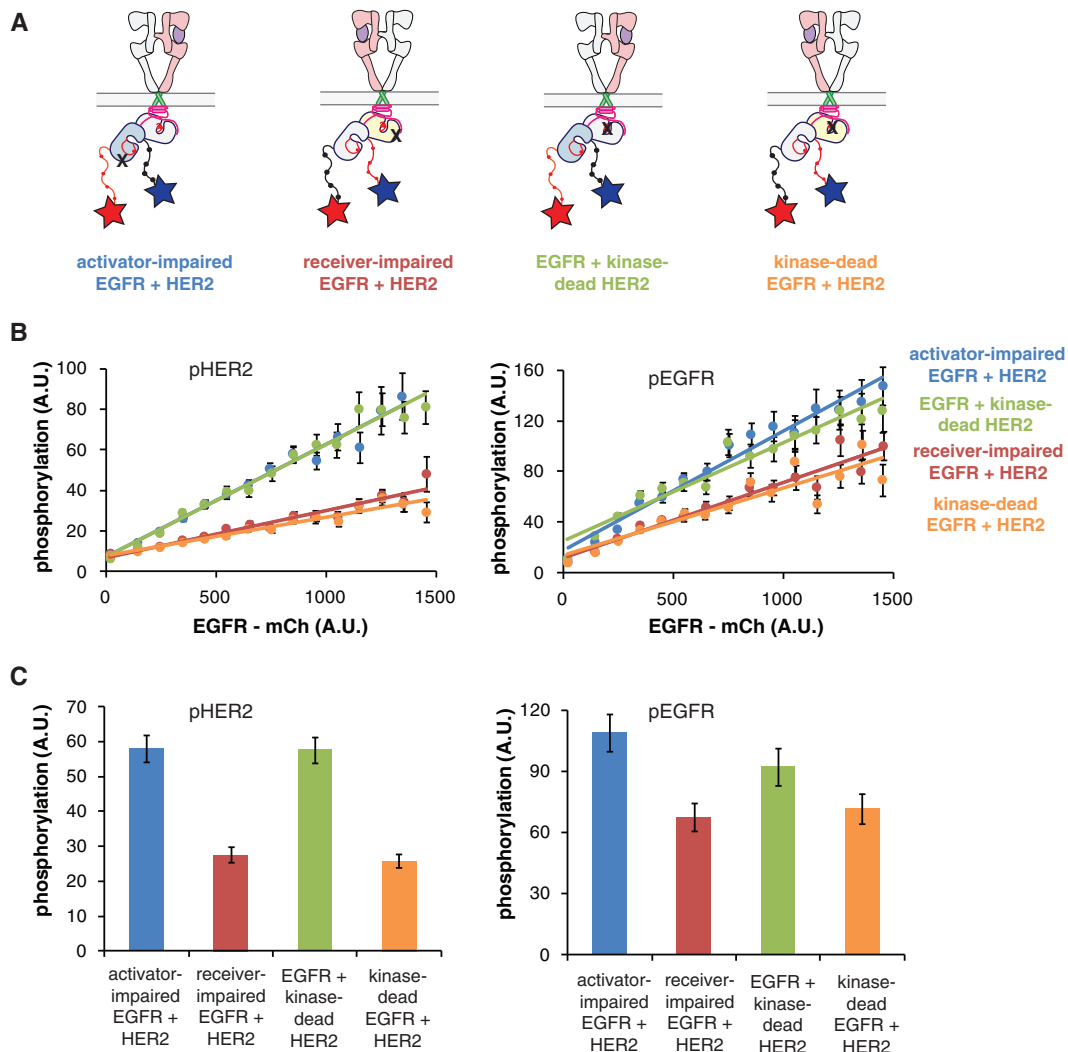 A
X
X
X
X
activator-impaired
EGFR + HER2
receiver-impaired
EGFR + HER2
EGFR + kinase-
dead HER2
kinase-dead
EGFR + HER2
B
phosphorylation (A.U.)
pHER2
100
80
60
40
20
0
0
500
1000
1500
EGFR - mCh (A.U.)
phosphorylation (A.U.)
pEGFR
160
120
80
40
0
0
500
1000
1500
EGFR - mCh (A.U.)
activator-impaired
EGFR + HER2
EGFR + kinase-
dead HER2
receiver-impaired
EGFR + HER2
kinase-dead
EGFR + HER2
C
phosphorylation (A.U.)
pHER2
70
60
50
40
30
20
10
0
activator-
impaired
EGFR +
HER2
receiver-
impaired
EGFR +
HER2
EGFR +
kinase-
dead
HER2
kinase-
dead
EGFR +
HER2
phosphorylation (A.U.)
pEGFR
120
90
60
30
0
activator-
impaired
EGFR +
HER2
receiver-
impaired
EGFR +
HER2
EGFR +
kinase-
dead
HER2
kinase-
dead
EGFR +
HER2